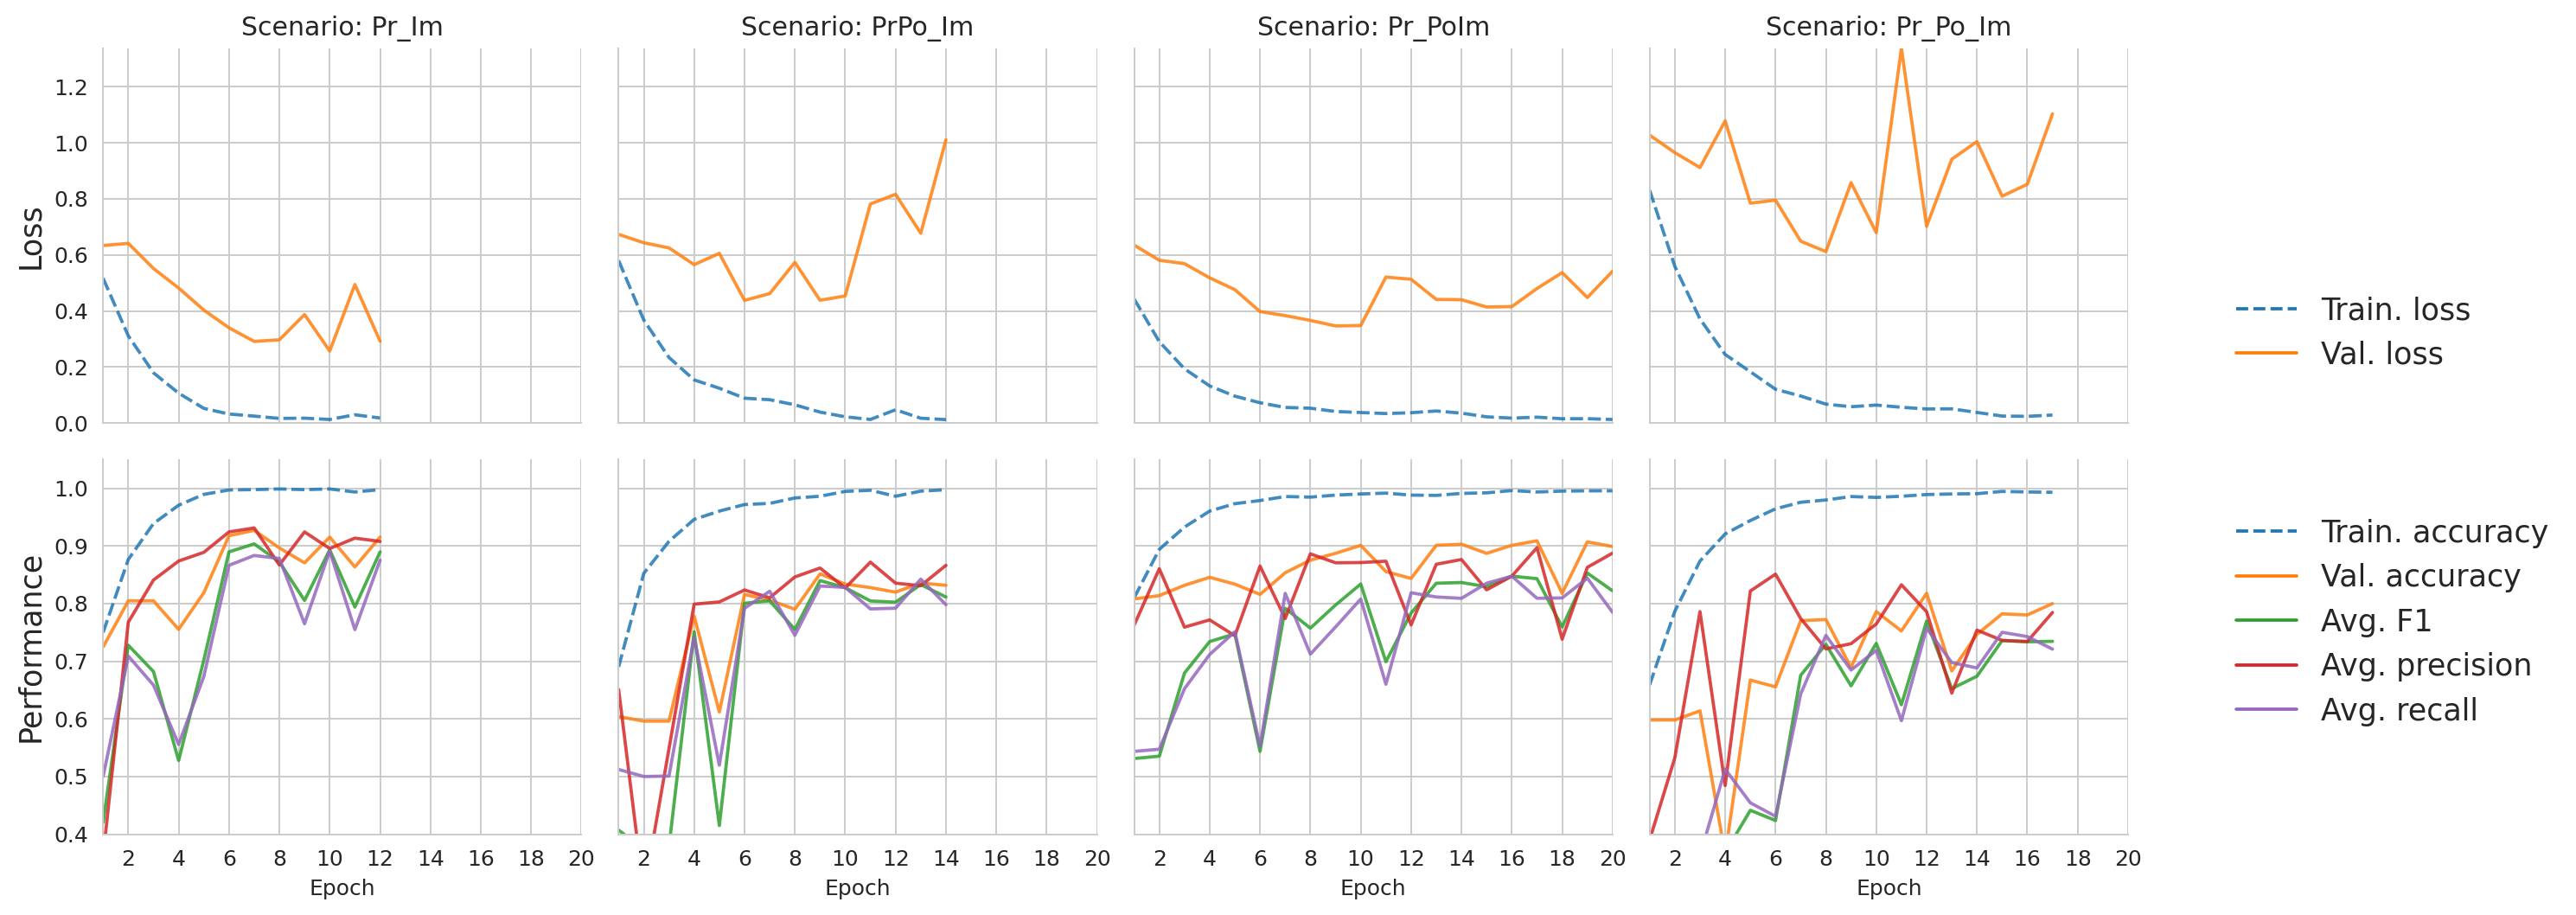 Scenario: Pr_Im
Scenario: PrPo_Im
Scenario: Pr_PoIm
Scenario: Pr_Po_Im
Loss
1.2
1.0
0.8
0.6
0.4
0.2
0.0
Train. loss
Val. loss
Performance
1.0
0.9
0.8
0.7
0.6
0.5
0.4
Train. accuracy
Val. accuracy
Avg. F1
Avg. precision
Avg. recall
2 4 6 8 10 12 14 16 18 20
2 4 6 8 10 12 14 16 18 20
2 4 6 8 10 12 14 16 18 20
2 4 6 8 10 12 14 16 18 20
Epoch
Epoch
Epoch
Epoch